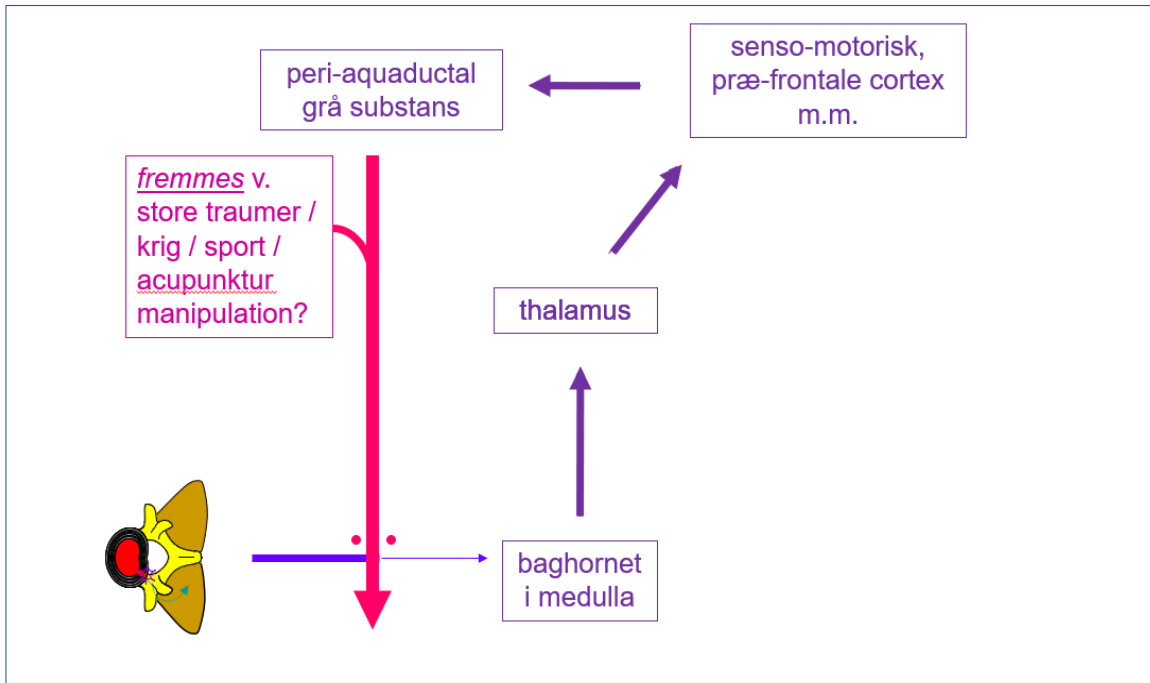 peri-aquaductal
grå substans
senso-motorisk,
præ-frontale cortex
m.m.
fremmes v.
store traumer /
krig / sport /
acupunktur
manipulation?
thalamus
baghornet
i medulla